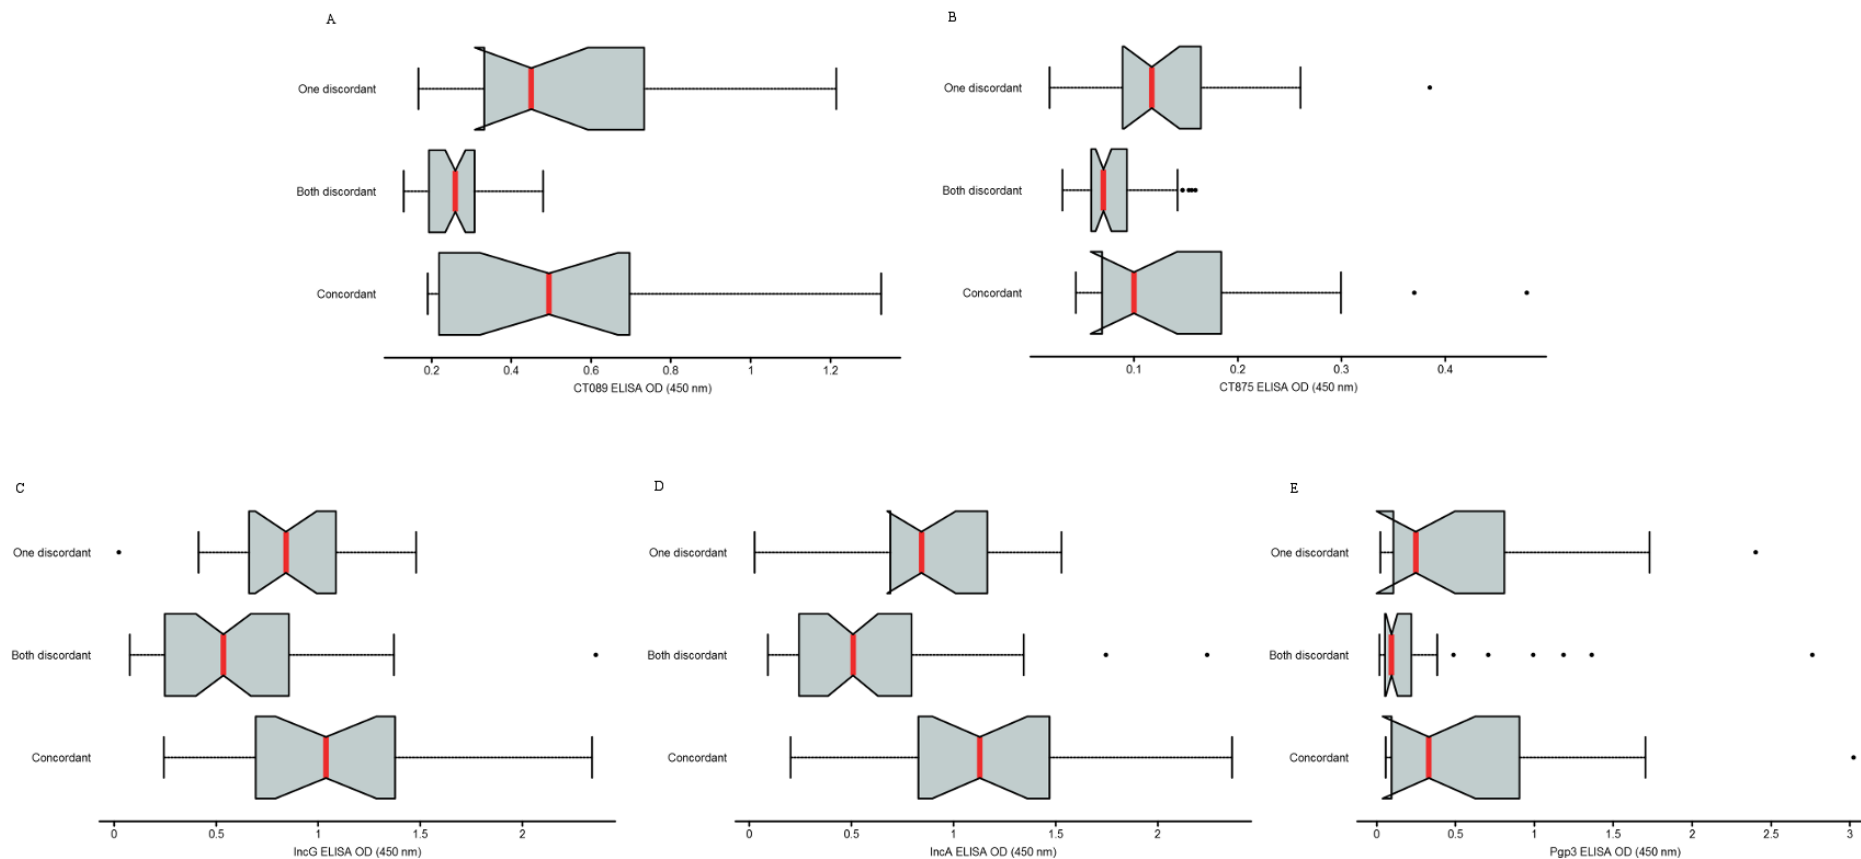 A
One discordant
Both discordant
Concordant
0.2 0.4 0.6 0.8 1 1.2
CT089 ELISA OD (450 nm)
B
One discordant
Both discordant
Concordant
0.1 0.2 0.3 0.4
CT875 ELISA OD (450 nm)
C
One discordant
Both discordant
Concordant
0 0.5 1 1.5 2
IncG ELISA OD (450 nm)
D
One discordant
Both discordant
Concordant
0 0.5 1 1.5 2
IncA ELISA OD (450 nm)
E
One discordant
Both discordant
Concordant
0 0.5 1 1.5 2 2.5 3
Pgp3 ELISA OD (450 nm)